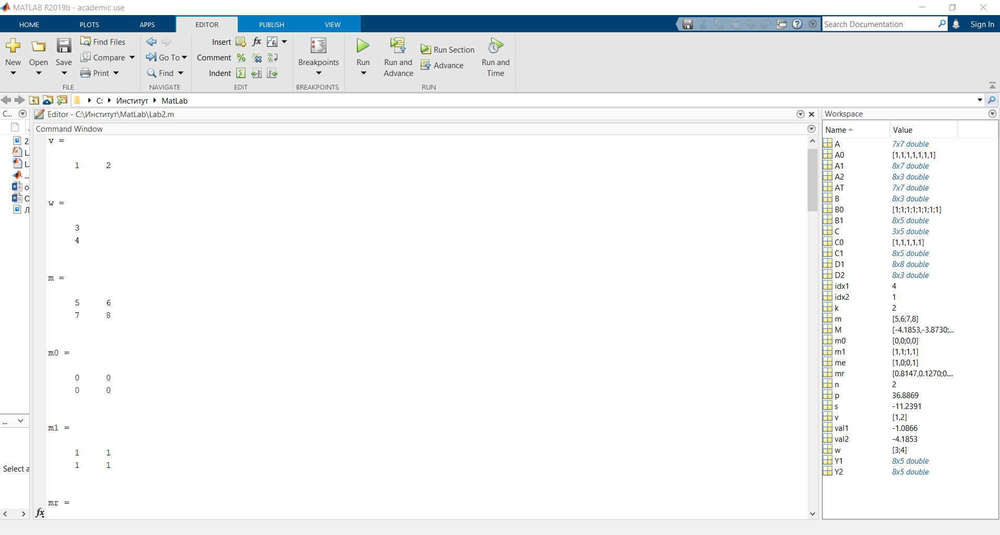 MATLAB R2019b - academic use
HOME PLOTS APPS EDITOR PUBLISH VIEW
Search Documentation
Sign In
New
Open
Save
Find Files
Compare
Print
FILE
Go To
Find
NAVIGATE
Insert
Comment
Indent
EDIT
Breakpoints
BREAKPOINTS
Run
Run and
Advance
Run Section
Advance
Run and
Time
RUN
C: Институт MatLab
C...
2
L.
L.
...
o
O
Л
...
Select a
Editor - C:\Институт\MatLab\Lab2.m
Command Window
v =
1 2
w =
3
4
m =
5 6
7 8
m0 =
0 0
0 0
m1 =
1 1
1 1
mr =
fx
Workspace
Name Value
A 7x7 double
A0 [1,1,1,1,1,1,1]
A1 8x7 double
A2 8x3 double
AT 7x7 double
B 8x3 double
B0 [1;1;1;1;1;1;1;1]
B1 8x5 double
C 3x5 double
C0 [1,1,1,1,1]
C1 8x5 double
D1 8x8 double
D2 8x3 double
idx1 4
idx2 1
k 2
m [5,6;7,8]
M [-4.1853,-3.8730;...
m0 [0,0;0,0]
m1 [1,1;1,1]
me [1,0;0,1]
mr [0.8147,0.1270;0....
n 2
p 36.8869
s -11.2391
v [1,2]
val1 -1.0866
val2 -4.1853
w [3;4]
Y1 8x5 double
Y2 8x5 double